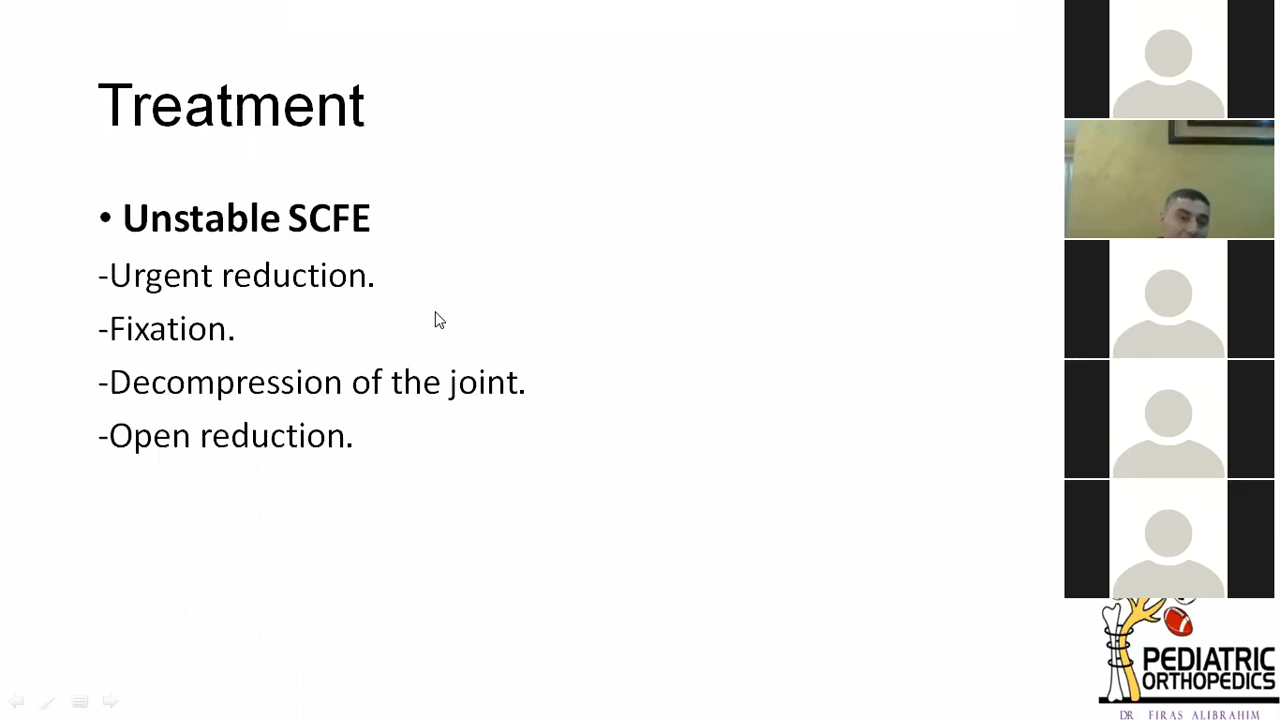 Treatment
• Unstable SCFE
-Urgent reduction.
-Fixation.
-Decompression of the joint.
-Open reduction.
PEDIATRIC
ORTHOPEDICS
DR FIRAS ALIBRAHIM